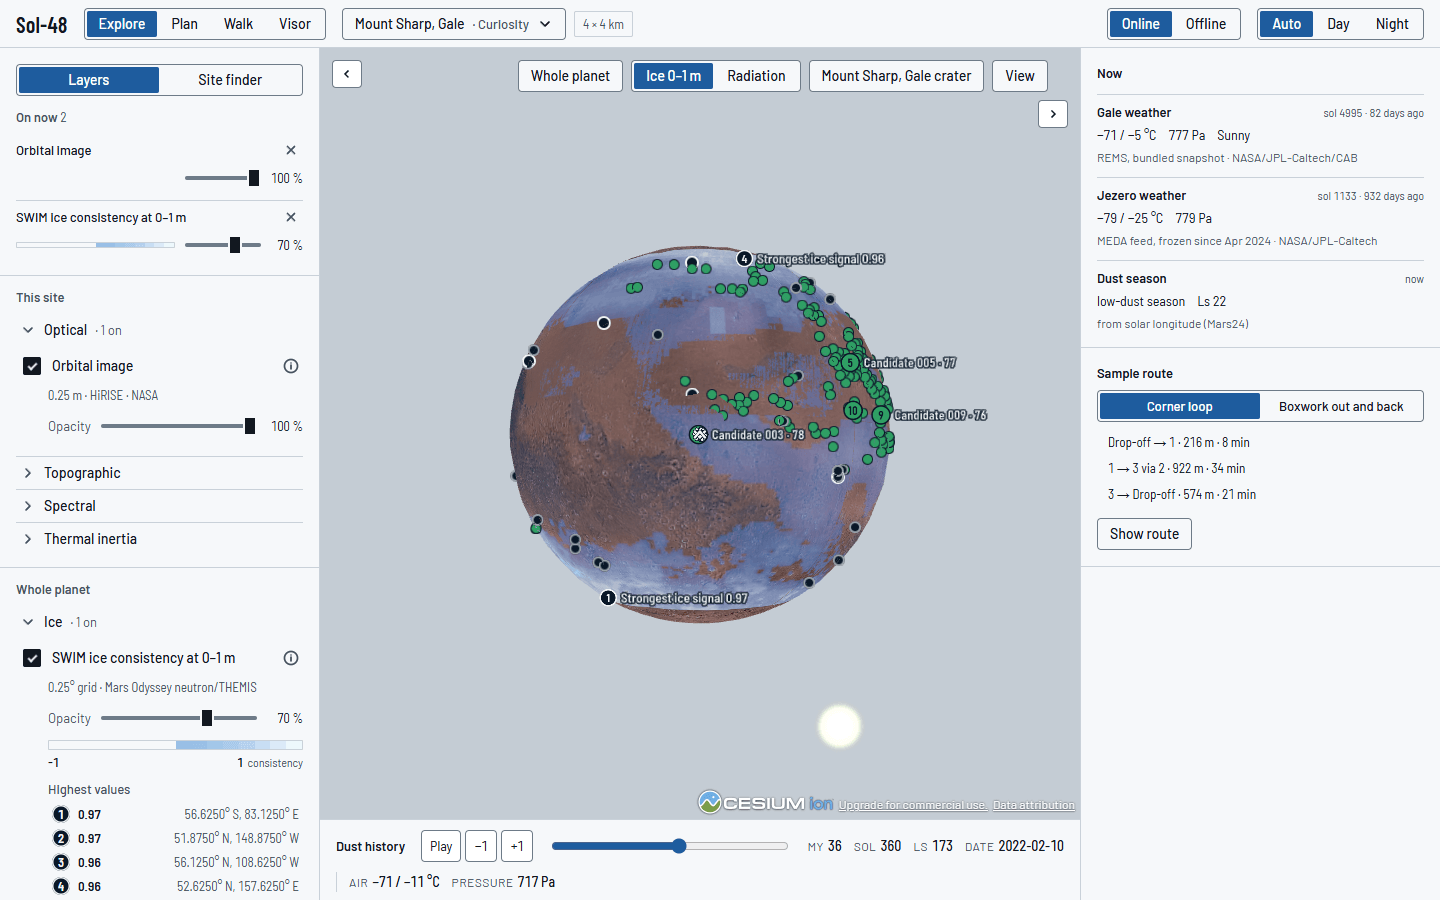 Sol-48
Explore Plan Walk Visor
Mount Sharp, Gale · Curiosity
4 × 4 km
Online Offline
Auto Day Night
Layers Site finder
On now 2
Orbital image
100 %
SWIM ice consistency at 0–1 m
70 %
This site
Optical · 1 on
Orbital image
0.25 m · HiRISE · NASA
Opacity 100 %
Topographic
Spectral
Thermal inertia
Whole planet
Ice · 1 on
SWIM ice consistency at 0–1 m
0.25° grid · Mars Odyssey neutron/THEMIS
Opacity 70 %
-1 1 consistency
Highest values
1 0.97 56.6250° S, 83.1250° E
2 0.97 51.8750° N, 148.8750° W
3 0.96 56.1250° N, 108.6250° W
4 0.96 52.6250° N, 157.6250° E
Whole planet
Ice 0–1 m Radiation
Mount Sharp, Gale crater
View
4 Strongest ice signal 0.96
5 Candidate 005 · 77
10
9 Candidate 009 · 76
Candidate 003 · 78
1 Strongest ice signal 0.97
CESIUM ion Upgrade for commercial use. Data attribution
Dust history Play −1 +1 MY 36 SOL 360 LS 173 DATE 2022-02-10
AIR −71 / −11 °C PRESSURE 717 Pa
Now
Gale weather sol 4995 · 82 days ago
−71 / −5 °C 777 Pa Sunny
REMS, bundled snapshot · NASA/JPL-Caltech/CAB
Jezero weather sol 1133 · 932 days ago
−79 / −25 °C 779 Pa
MEDA feed, frozen since Apr 2024 · NASA/JPL-Caltech
Dust season now
low-dust season Ls 22
from solar longitude (Mars24)
Sample route
Corner loop Boxwork out and back
Drop-off → 1 · 216 m · 8 min
1 → 3 via 2 · 922 m · 34 min
3 → Drop-off · 574 m · 21 min
Show route